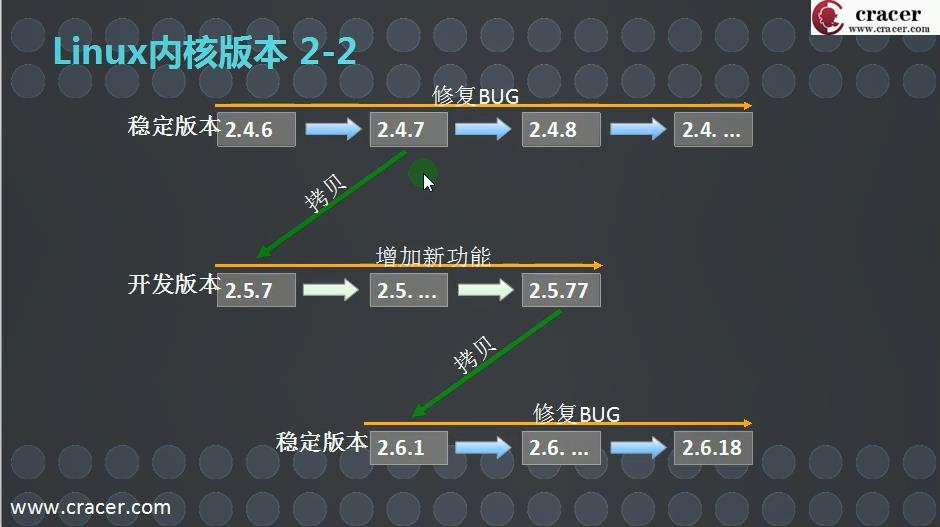 cracer
www.cracer.com
Linux内核版本 2-2
修复BUG
稳定版本 2.4.6 2.4.7 2.4.8 2.4. ...
拷贝
增加新功能
开发版本 2.5.7 2.5. ... 2.5.77
拷贝
修复BUG
稳定版本 2.6.1 2.6. ... 2.6.18
www.cracer.com